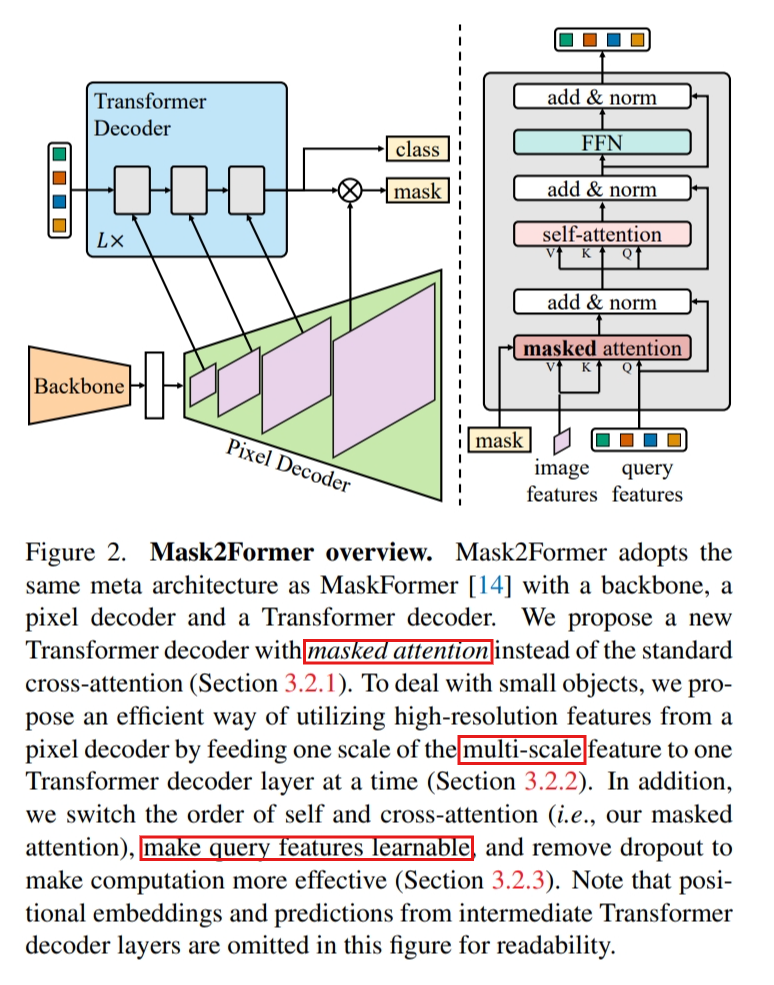 Transformer
Decoder
L×
class
mask
Backbone
Pixel Decoder
add & norm
FFN
add & norm
self-attention
V K Q
add & norm
masked attention
V K Q
mask
image
features
query
features
Figure 2. Mask2Former overview. Mask2Former adopts the
same meta architecture as MaskFormer [14] with a backbone, a
pixel decoder and a Transformer decoder. We propose a new
Transformer decoder with masked attention instead of the standard
cross-attention (Section 3.2.1). To deal with small objects, we pro-
pose an efficient way of utilizing high-resolution features from a
pixel decoder by feeding one scale of the multi-scale feature to one
Transformer decoder layer at a time (Section 3.2.2). In addition,
we switch the order of self and cross-attention (i.e., our masked
attention), make query features learnable, and remove dropout to
make computation more effective (Section 3.2.3). Note that posi-
tional embeddings and predictions from intermediate Transformer
decoder layers are omitted in this figure for readability.